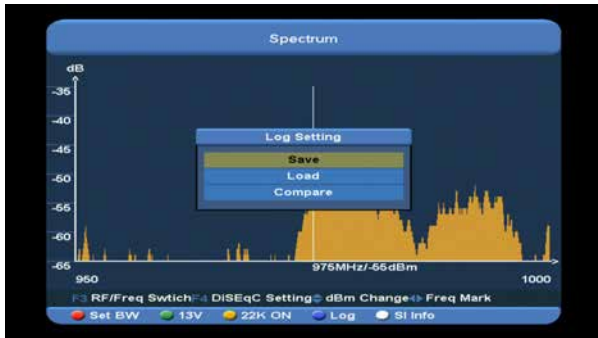 Spectrum
dB
-35
-40
-45
-50
-55
-60
-65
Log Setting
Save
Load
Compare
975MHz/-55dBm
950
1000
F3 RF/Freq Swtich F4 DiSEqC Setting dBm Change Freq Mark
Set BW 13V 22K ON Log SI Info